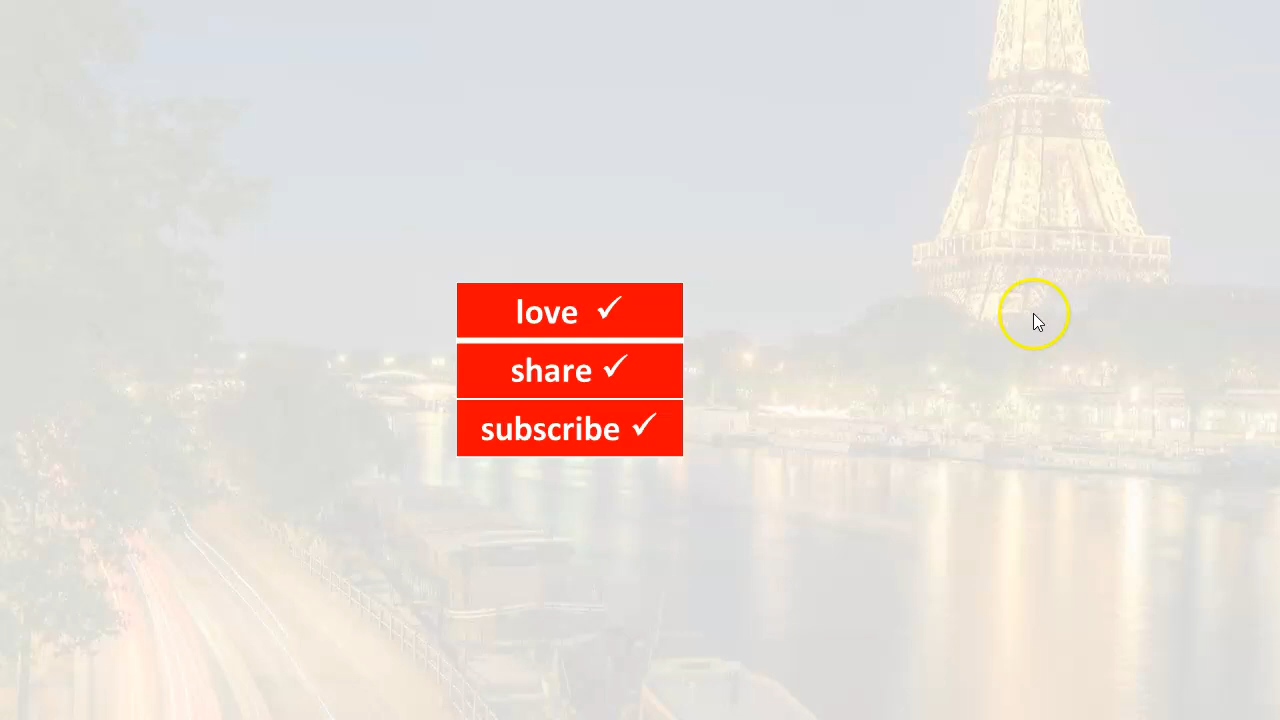 love ✓
share ✓
subscribe ✓